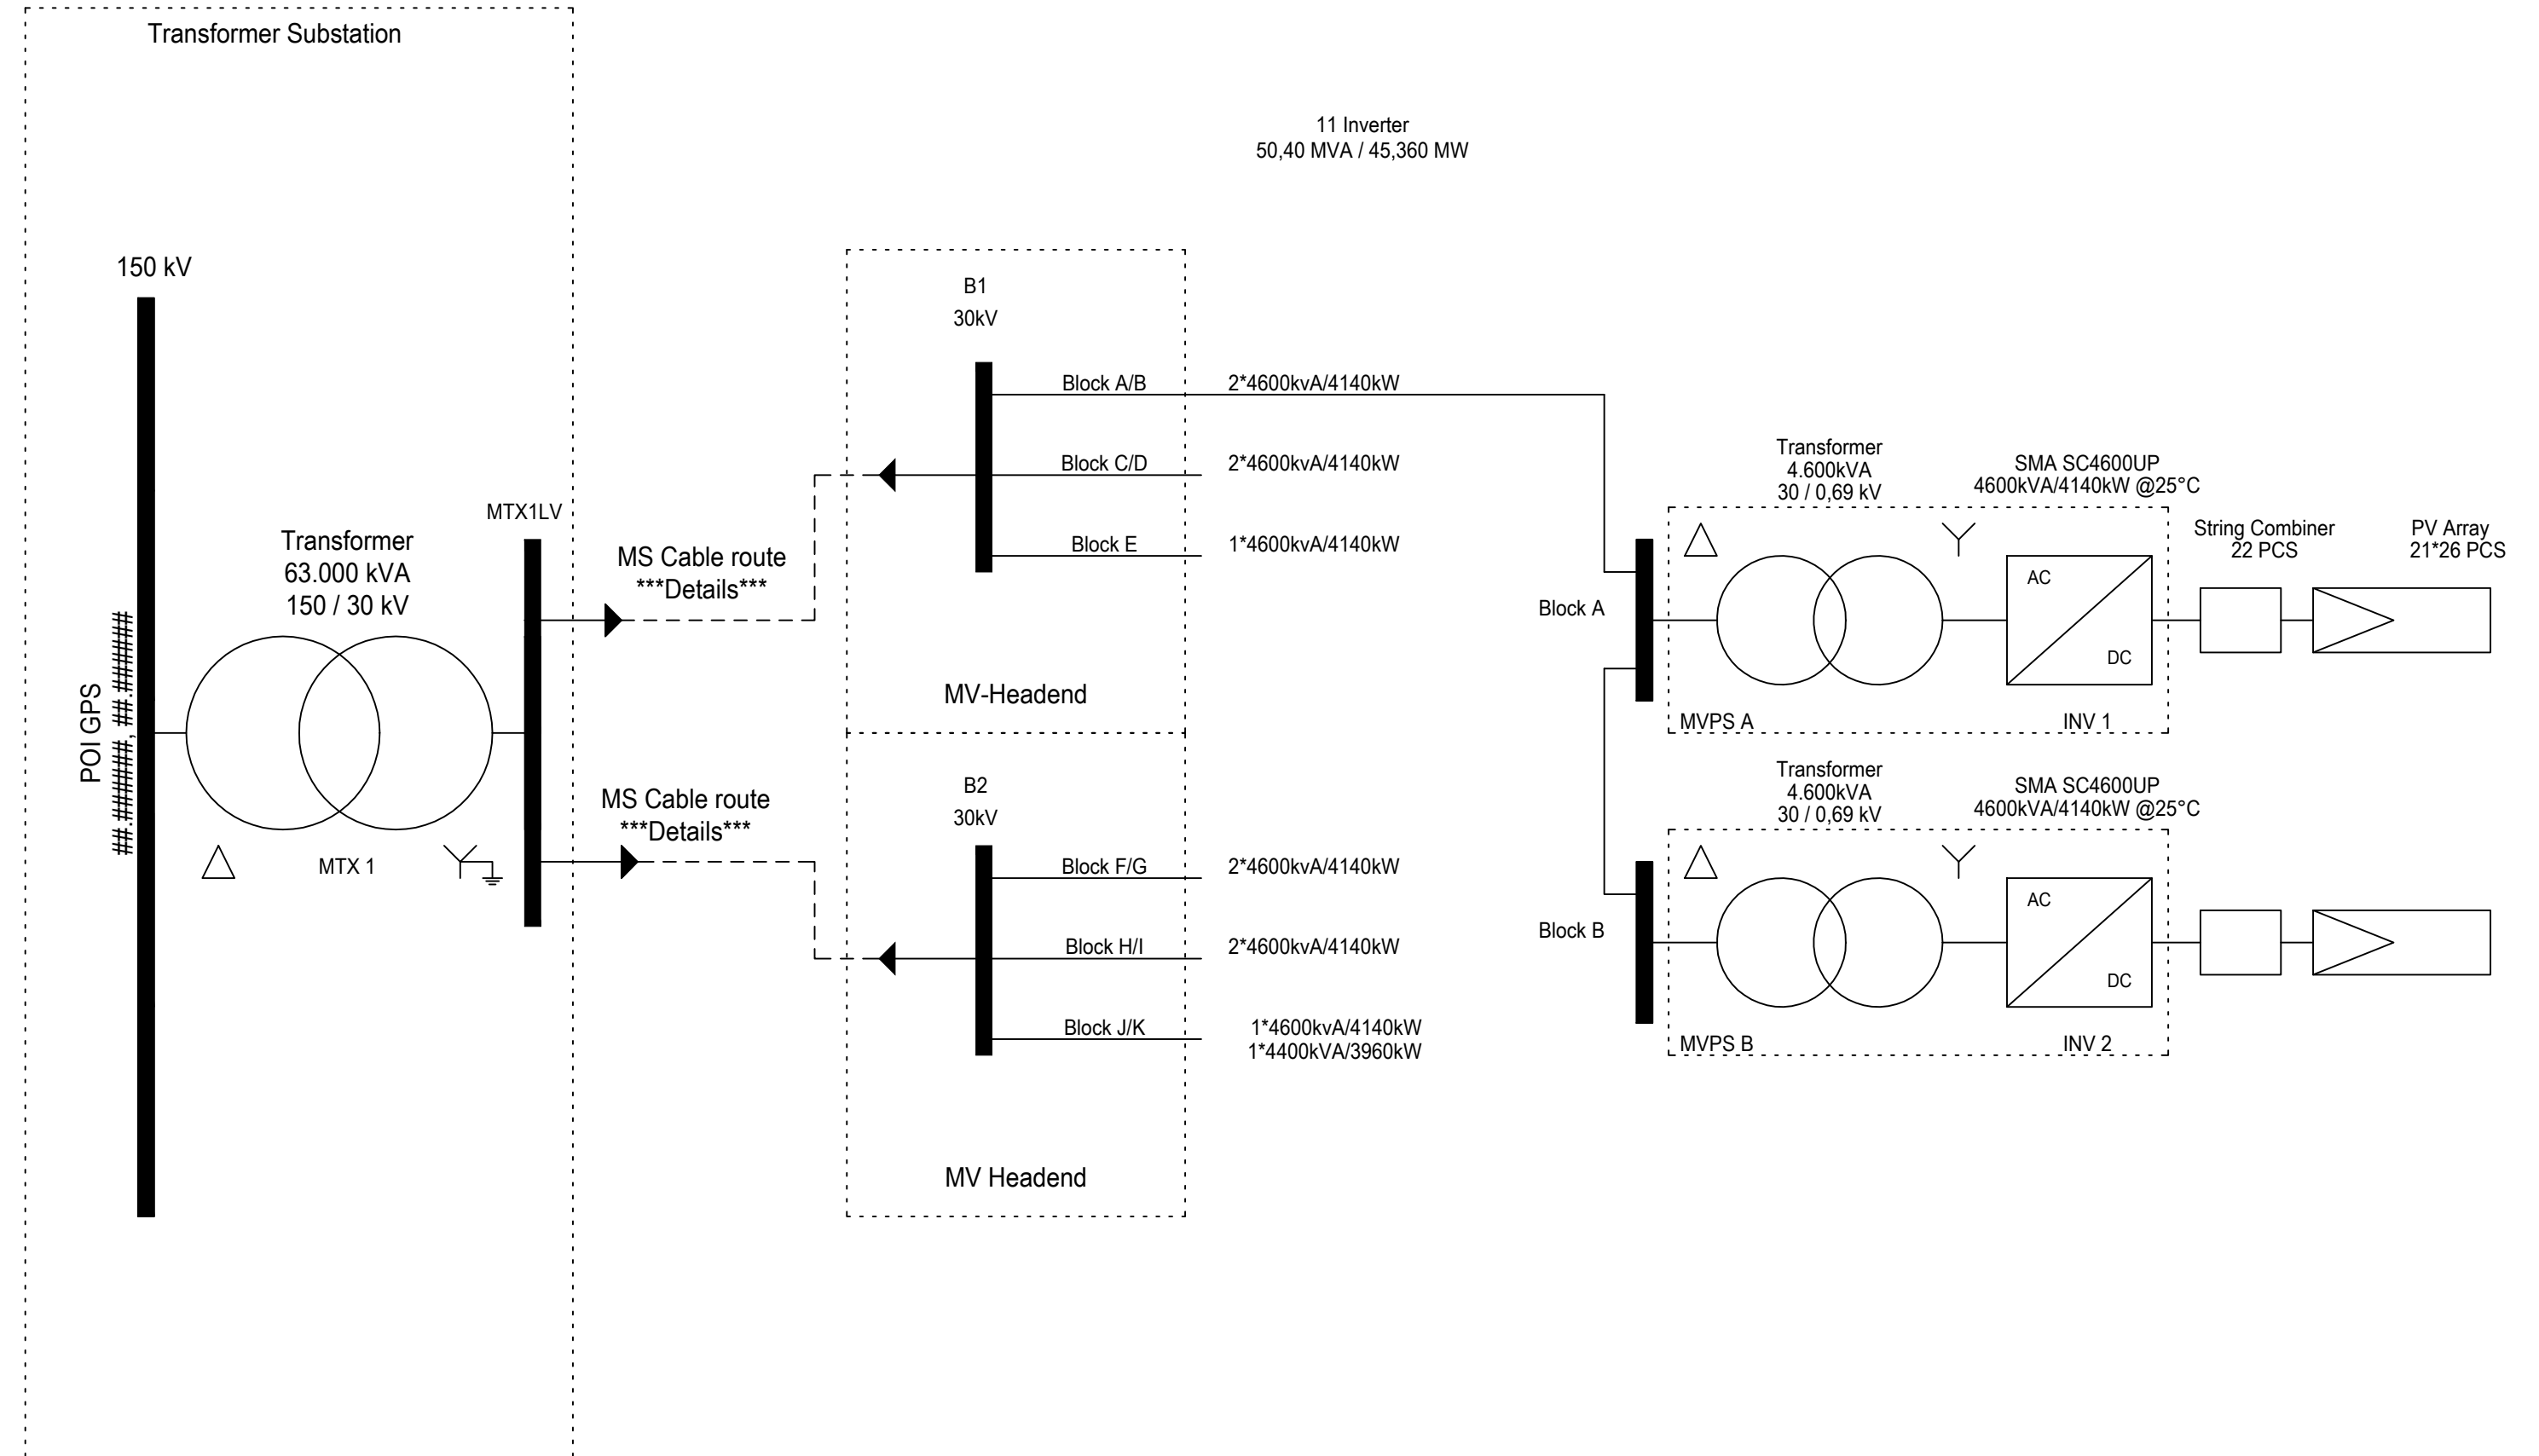 Transformer Substation
11 Inverter
50,40 MVA / 45,360 MW
150 kV
POI GPS
##.######, ##.######
Transformer
63.000 kVA
150 / 30 kV
MTX 1
MTX1LV
MS Cable route
***Details***
MS Cable route
***Details***
B1
30kV
Block A/B
2*4600kvA/4140kW
Block C/D
2*4600kvA/4140kW
Block E
1*4600kvA/4140kW
MV-Headend
B2
30kV
Block F/G
2*4600kvA/4140kW
Block H/I
2*4600kvA/4140kW
Block J/K
1*4600kvA/4140kW
1*4400kVA/3960kW
MV Headend
Block A
Transformer
4.600kVA
30 / 0,69 kV
SMA SC4600UP
4600kVA/4140kW @25°C
AC
DC
MVPS A
INV 1
String Combiner
22 PCS
PV Array
21*26 PCS
Block B
Transformer
4.600kVA
30 / 0,69 kV
SMA SC4600UP
4600kVA/4140kW @25°C
AC
DC
MVPS B
INV 2